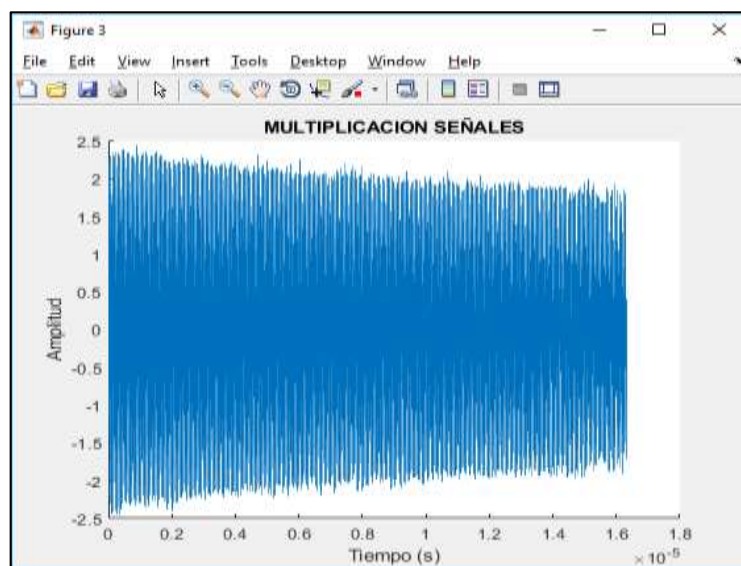 Figure 3
File Edit View Insert Tools Desktop Window Help
MULTIPLICACION SEÑALES
2.5
2
1.5
1
0.5
0
-0.5
-1
-1.5
-2
-2.5
Amplitud
0 0.2 0.4 0.6 0.8 1 1.2 1.4 1.6 1.8
Tiempo (s)
×10⁻⁵